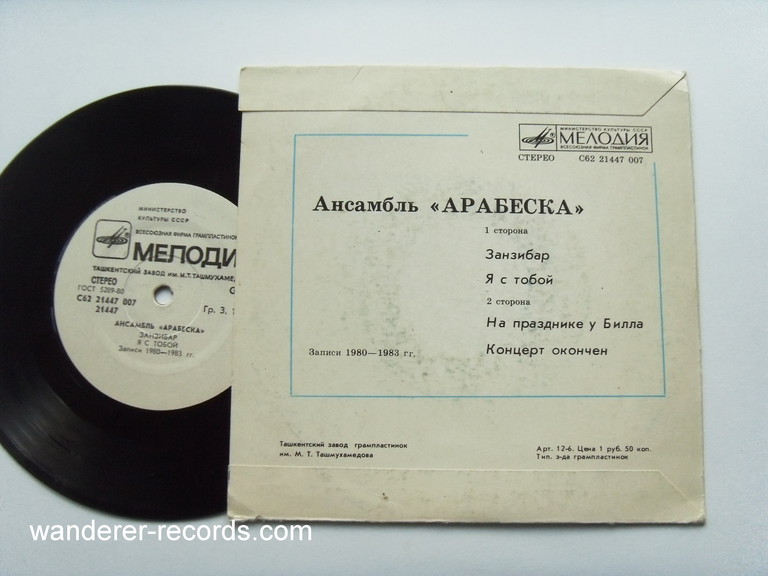 МИНИСТЕРСТВО
КУЛЬТУРЫ СССР
ВСЕСОЮЗНАЯ ФИРМА ГРАМПЛАСТИНОК
МЕЛОДИ
ТАШКЕНТСКИЙ ЗАВОД ИМ. М.Т. ТАШМУХАМЕД
СТЕРЕО
ГОСТ 5289-80
С62 21447 007
21447
Гр. 3, 1
АНСАМБЛЬ «АРАБЕСКА»
ЗАНЗИБАР
Я С ТОБОЙ
Записи 1980—1983 гг.
МИНИСТЕРСТВО КУЛЬТУРЫ СССР
МЕЛОДИЯ
ВСЕСОЮЗНАЯ ФИРМА ГРАМПЛАСТИНОК
СТЕРЕО С62 21447 007
Ансамбль «АРАБЕСКА»
1 сторона
Занзибар
Я с тобой
2 сторона
На празднике у Билла
Записи 1980—1983 гг. Концерт окончен
Ташкентский завод грампластинок
им. М. Т. Ташмухамедова
Арт. 12-6. Цена 1 руб. 50 коп.
Тип. з-да грампластинок
wanderer-records.com